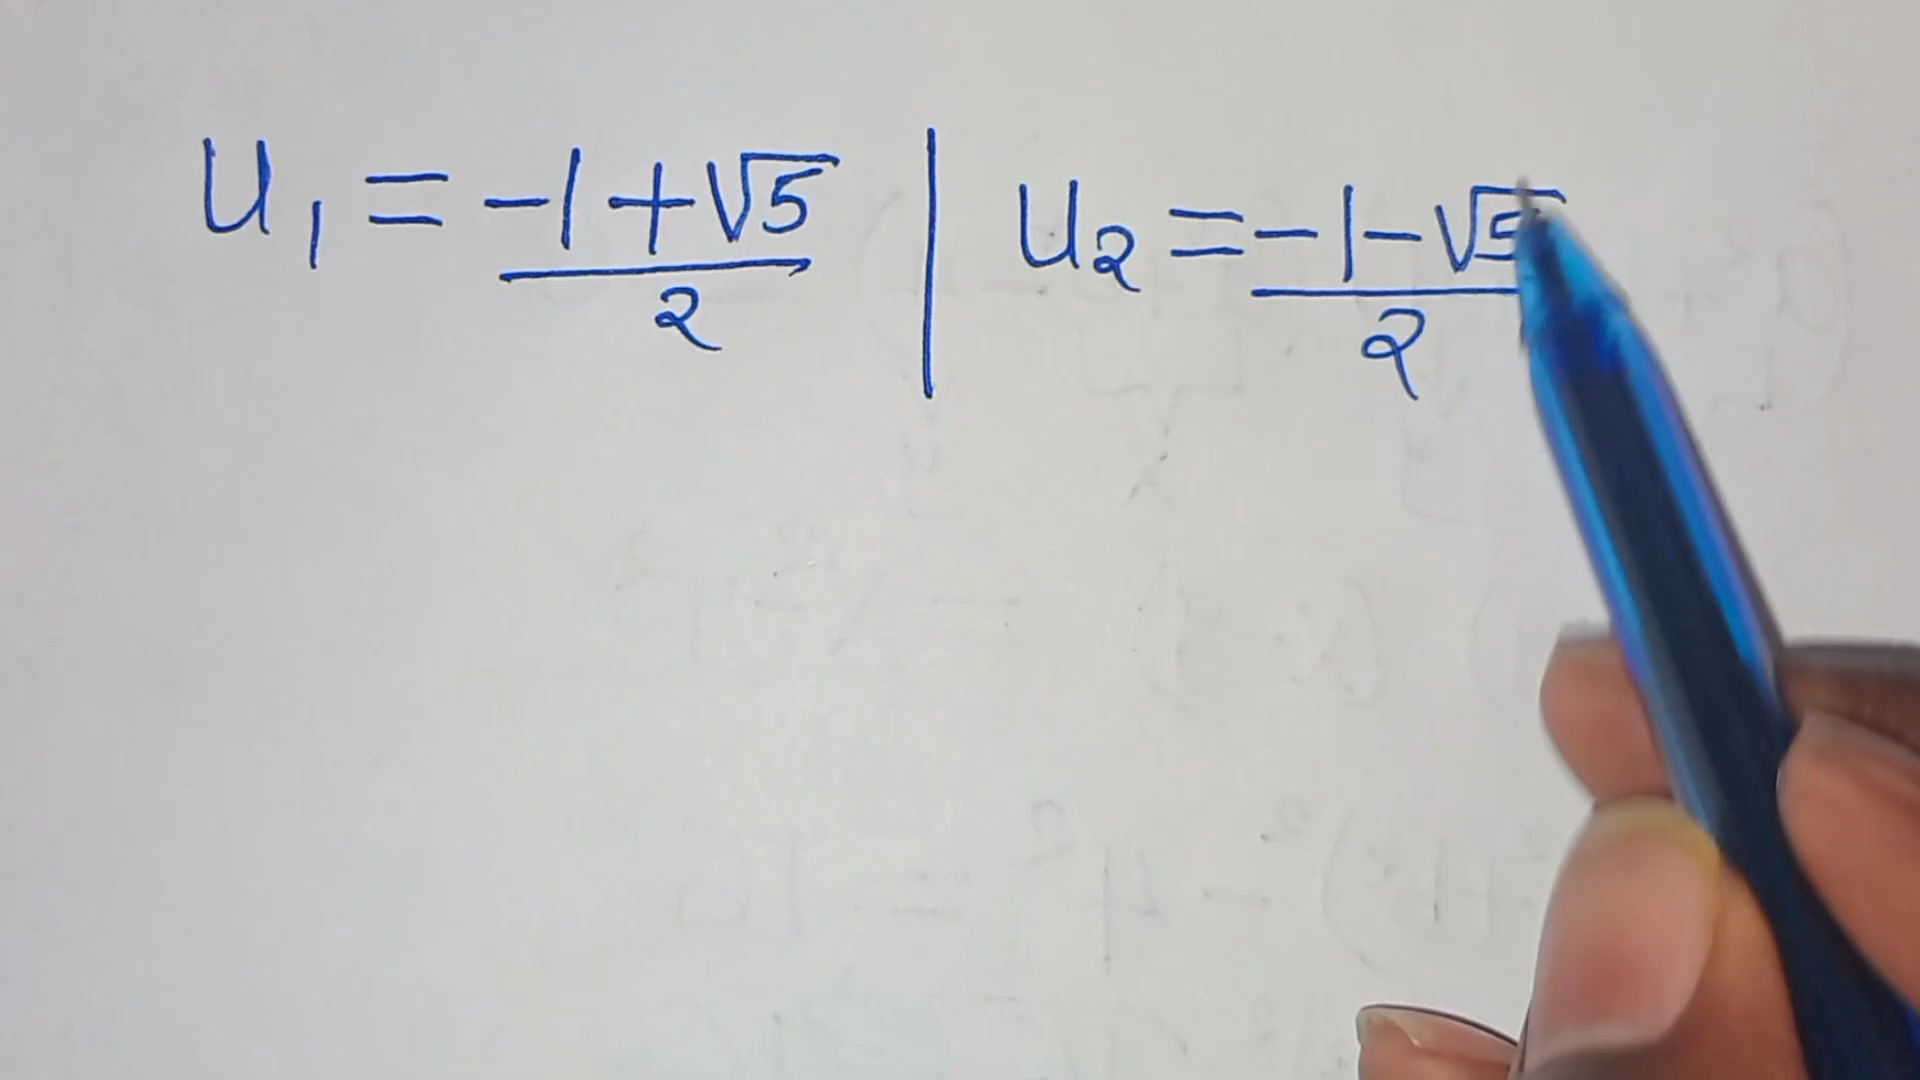 U₁ = (-1+√5)/2 | U₂ = (-1-√5)/2